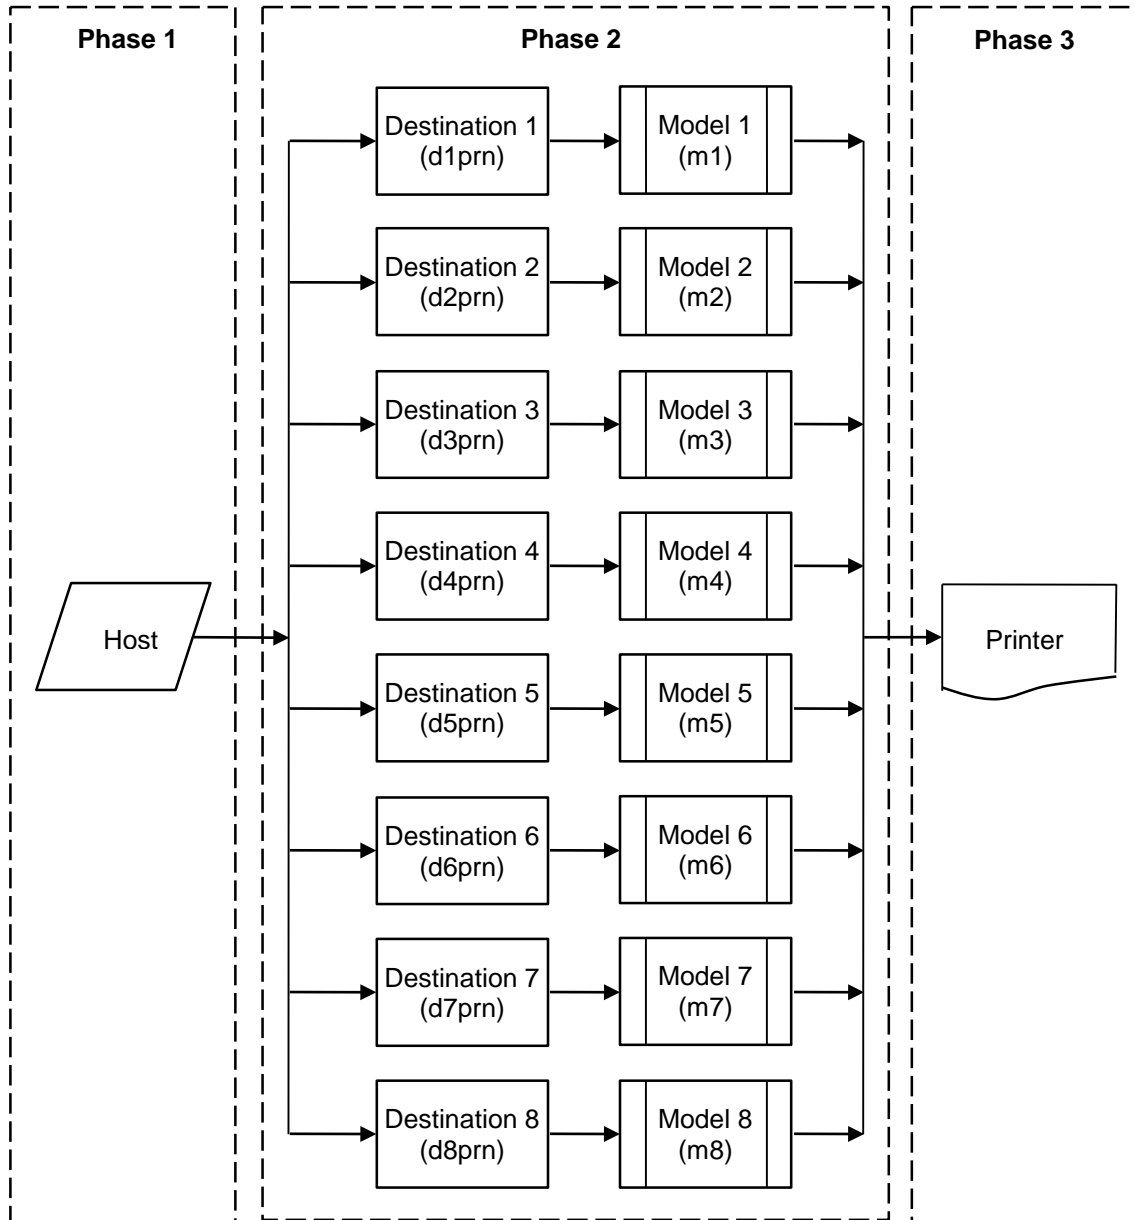 Phase 1
Phase 2
Phase 3
Destination 1
(d1prn)
Model 1
(m1)
Destination 2
(d2prn)
Model 2
(m2)
Destination 3
(d3prn)
Model 3
(m3)
Destination 4
(d4prn)
Model 4
(m4)
Host
Printer
Destination 5
(d5prn)
Model 5
(m5)
Destination 6
(d6prn)
Model 6
(m6)
Destination 7
(d7prn)
Model 7
(m7)
Destination 8
(d8prn)
Model 8
(m8)